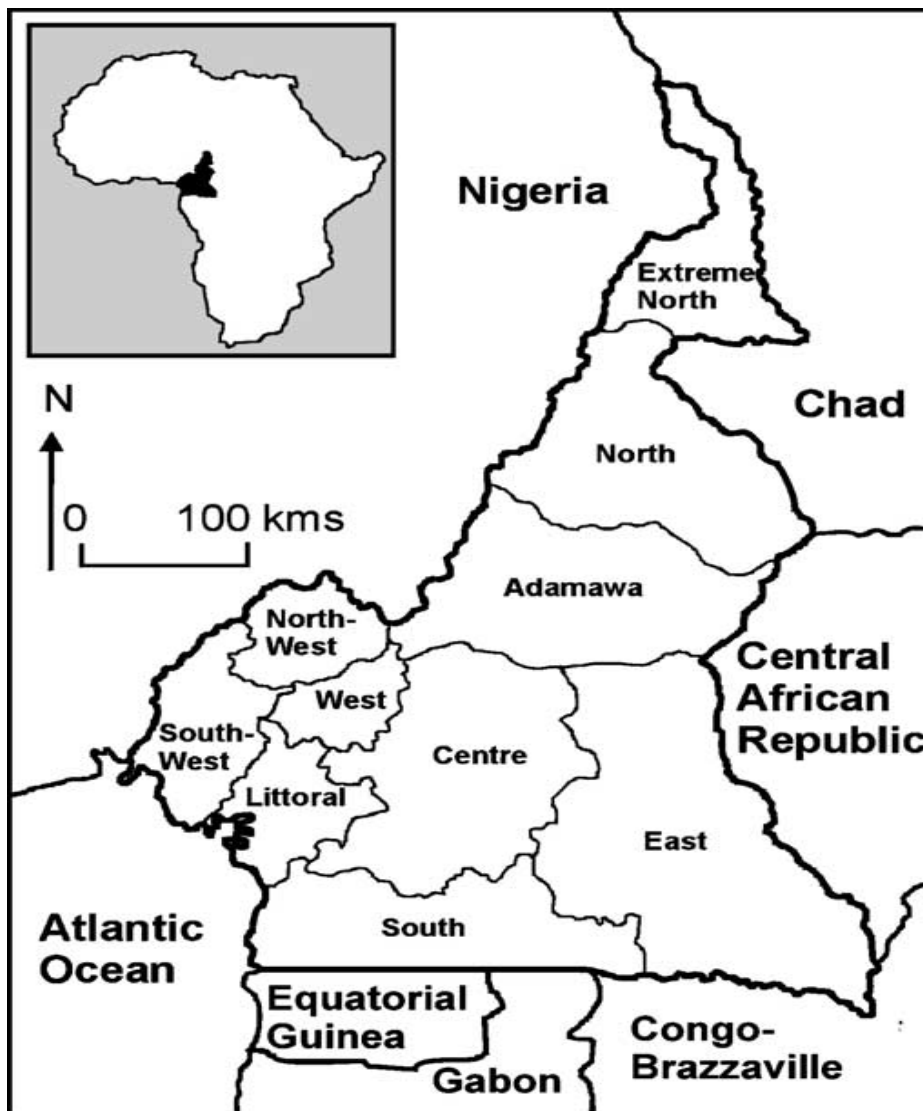 Nigeria
Extreme
North
N
Chad
North
0 100 kms
Adamawa
North-
West
Central
African
Republic
West
South-
West
Centre
Littoral
East
Atlantic
Ocean
South
Equatorial
Guinea
Congo-
Brazzaville
Gabon